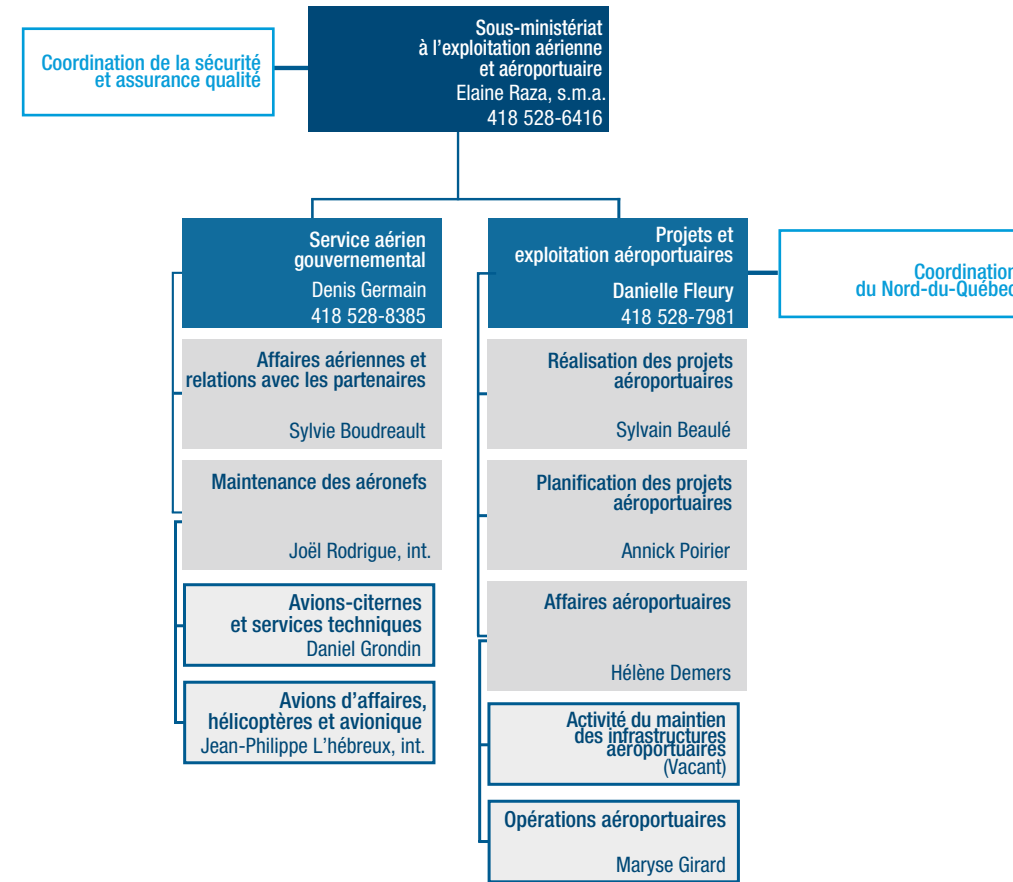 Coordination de la sécurité
et assurance qualité
Sous-ministériat
à l'exploitation aérienne
et aéroportuaire
Elaine Raza, s.m.a.
418 528-6416
Service aérien
gouvernemental
Denis Germain
418 528-8385
Affaires aériennes et
relations avec les partenaires
Sylvie Boudreault
Maintenance des aéronefs
Joël Rodrigue, int.
Avions-citernes
et services techniques
Daniel Grondin
Avions d'affaires,
hélicoptères et avionique
Jean-Philippe L'hébreux, int.
Projets et
exploitation aéroportuaires
Danielle Fleury
418 528-7981
Coordination
du Nord-du-Québec
Réalisation des projets
aéroportuaires
Sylvain Beaulé
Planification des projets
aéroportuaires
Annick Poirier
Affaires aéroportuaires
Hélène Demers
Activité du maintien
des infrastructures
aéroportuaires
(Vacant)
Opérations aéroportuaires
Maryse Girard